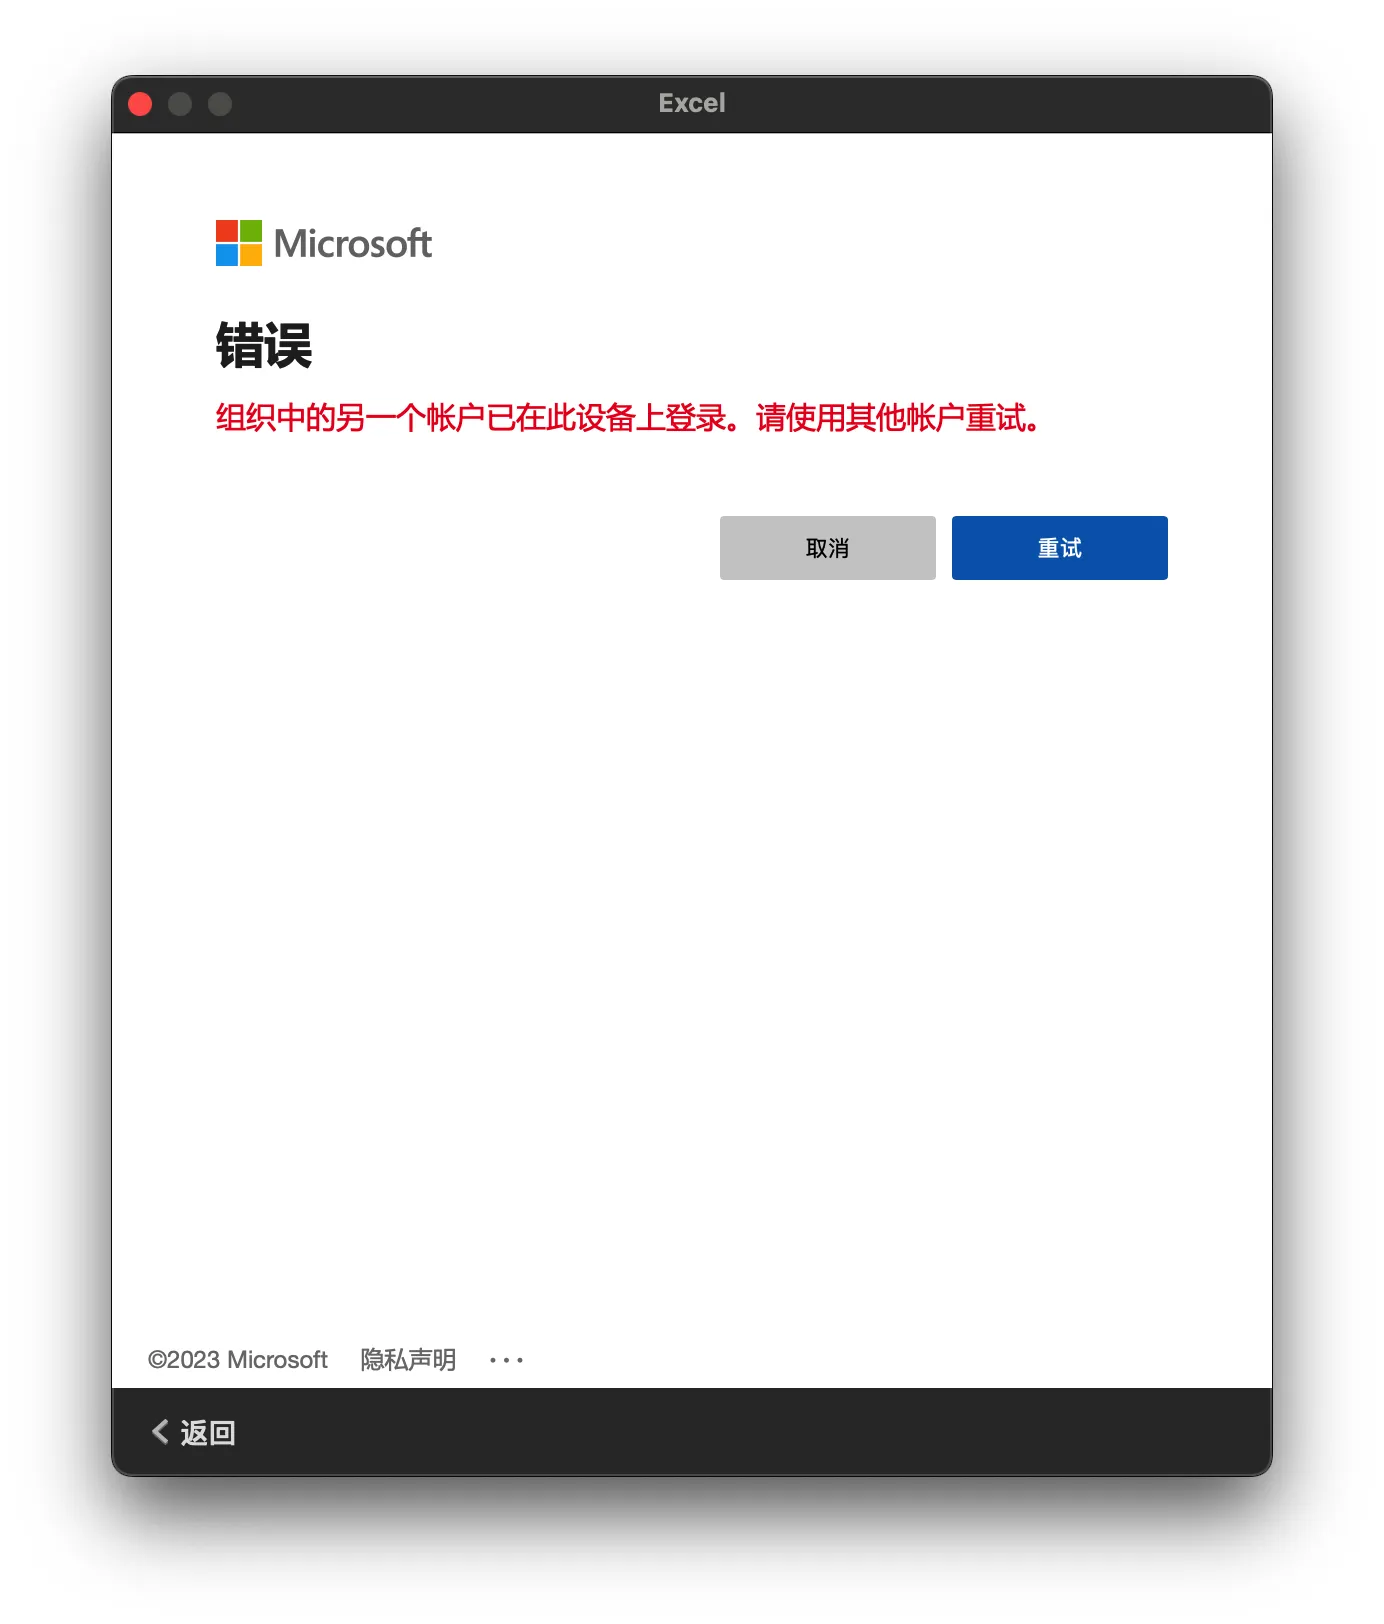 Excel
Microsoft
错误
组织中的另一个帐户已在此设备上登录。请使用其他帐户重试。
取消
重试
©2023 Microsoft 隐私声明 ···
返回